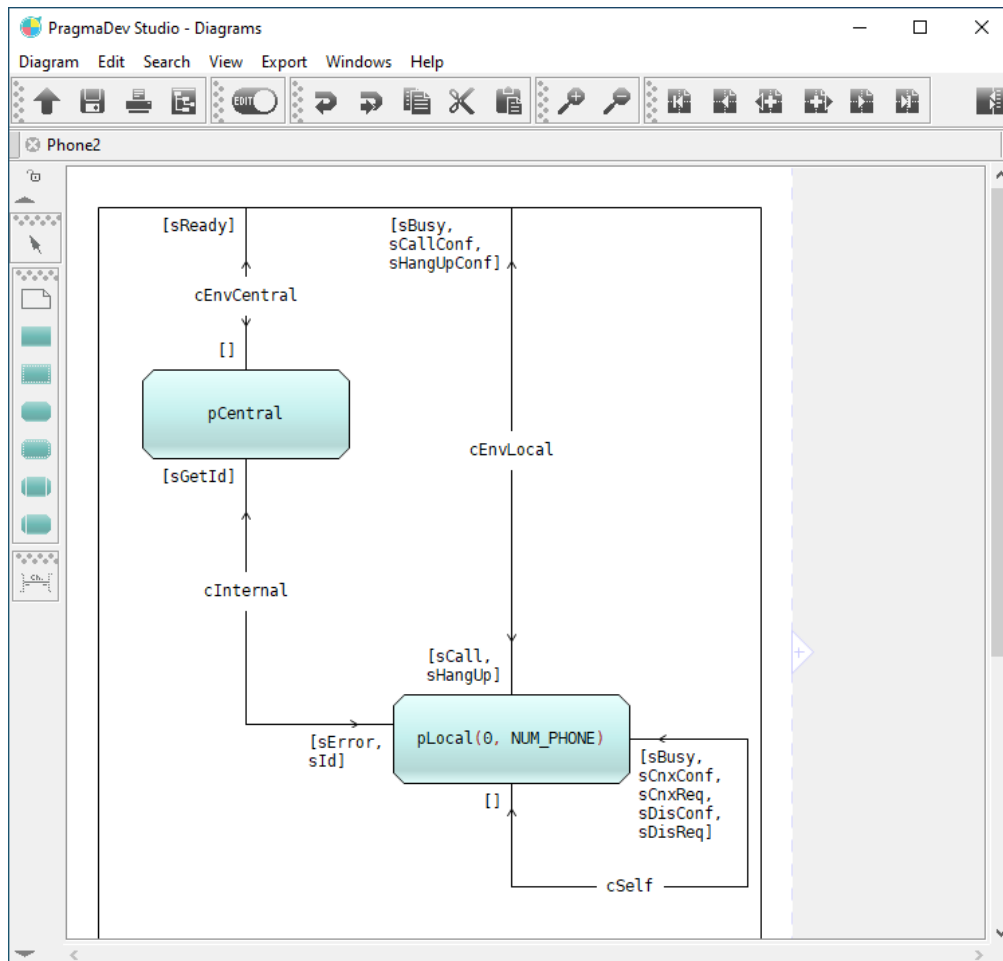 PragmaDev Studio - Diagrams
Diagram Edit Search View Export Windows Help
EDIT
Phone2
[sReady]
[sBusy,
sCallConf,
sHangUpConf]
cEnvCentral
[]
pCentral
[sGetId]
cEnvLocal
cInternal
[sCall,
sHangUp]
pLocal(0, NUM_PHONE)
[sError,
sId]
[sBusy,
sCnxConf,
sCnxReq,
sDisConf,
sDisReq]
[]
cSelf
Ch.